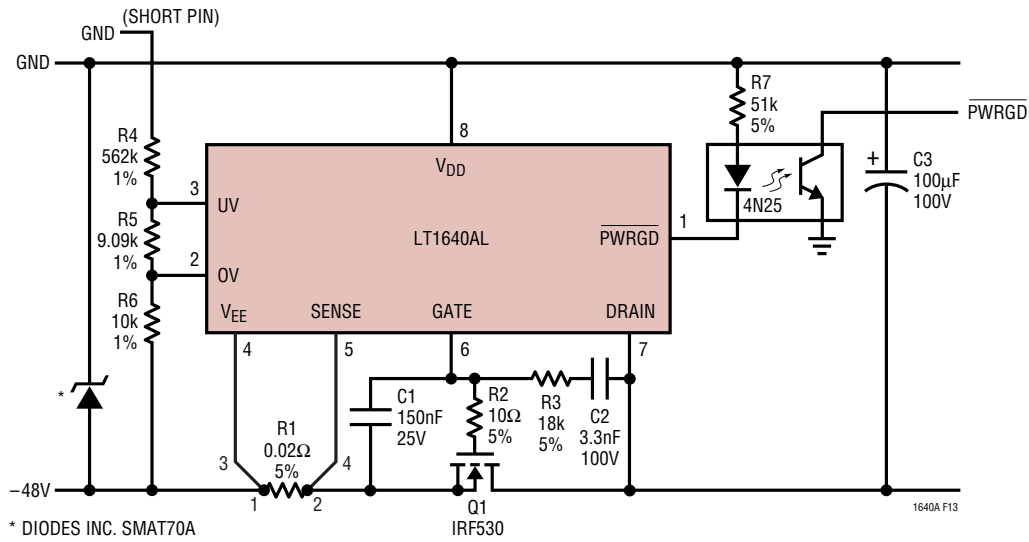 (SHORT PIN)
GND
GND
R4
562k
1%
R5
9.09k
1%
R6
10k
1%
3
UV
2
OV
8
VDD
LT1640AL
PWRGD
1
VEE
SENSE
GATE
DRAIN
4
5
6
7
R7
51k
5%
4N25
PWRGD
+
C3
100µF
100V
*
R1
0.02Ω
5%
3
4
1
2
C1
150nF
25V
R2
10Ω
5%
R3
18k
5%
C2
3.3nF
100V
–48V
Q1
IRF530
1640A F13
* DIODES INC. SMAT70A